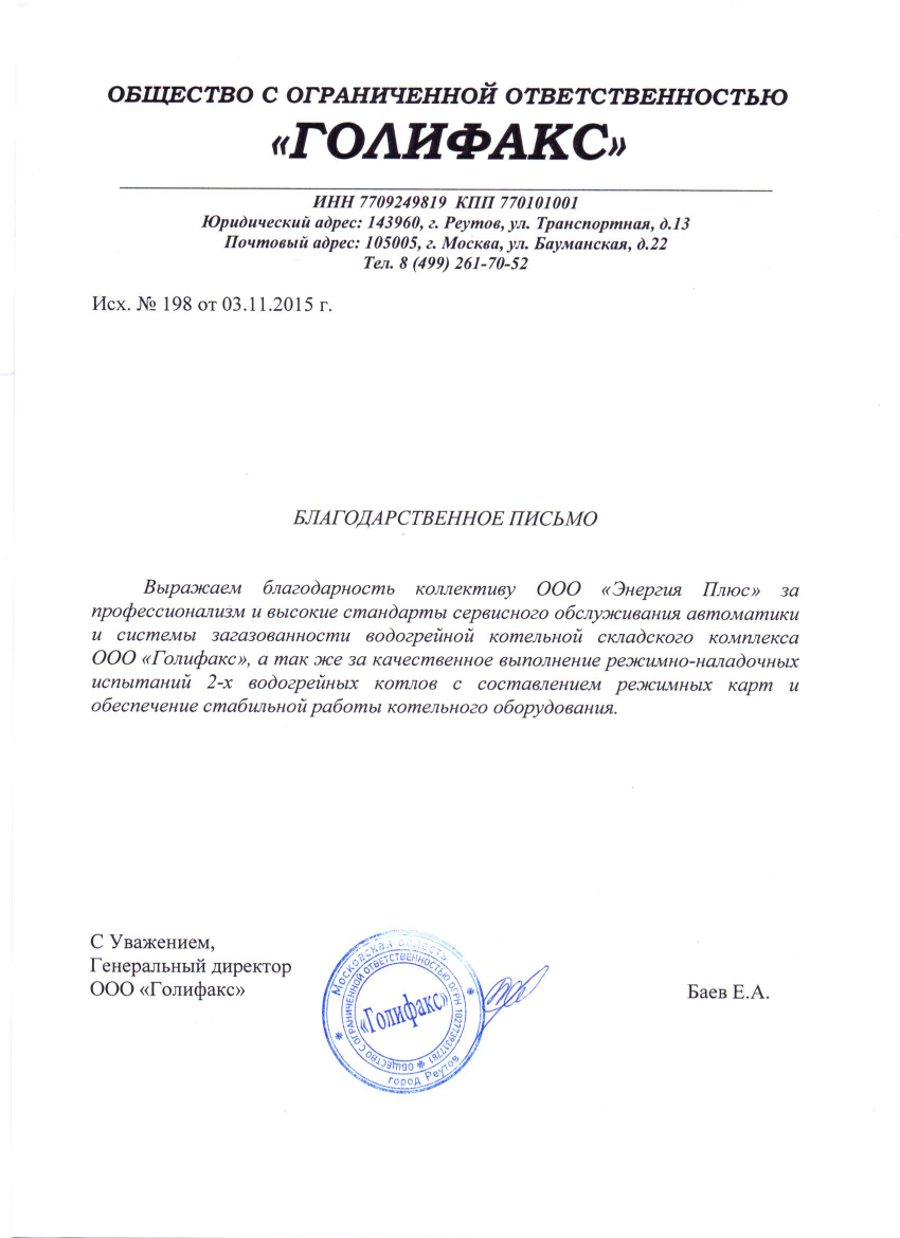 ОБЩЕСТВО С ОГРАНИЧЕННОЙ ОТВЕТСТВЕННОСТЬЮ
«ГОЛИФАКС»
ИНН 7709249819 КПП 770101001
Юридический адрес: 143960, г. Реутов, ул. Транспортная, д.13
Почтовый адрес: 105005, г. Москва, ул. Бауманская, д.22
Тел. 8 (499) 261-70-52
Исх. № 198 от 03.11.2015 г.
БЛАГОДАРСТВЕННОЕ ПИСЬМО
Выражаем благодарность коллективу ООО «Энергия Плюс» за
профессионализм и высокие стандарты сервисного обслуживания автоматики
и системы загазованности водогрейной котельной складского комплекса
ООО «Голифакс», а так же за качественное выполнение режимно-наладочных
испытаний 2-х водогрейных котлов с составлением режимных карт и
обеспечение стабильной работы котельного оборудования.
С Уважением,
Генеральный директор
ООО «Голифакс»
Баев Е.А.
Московская область
город Реутов
ОБЩЕСТВО С ОГРАНИЧЕННОЙ ОТВЕТСТВЕННОСТЬЮ ОГРН 1027739317781
«Голифакс»